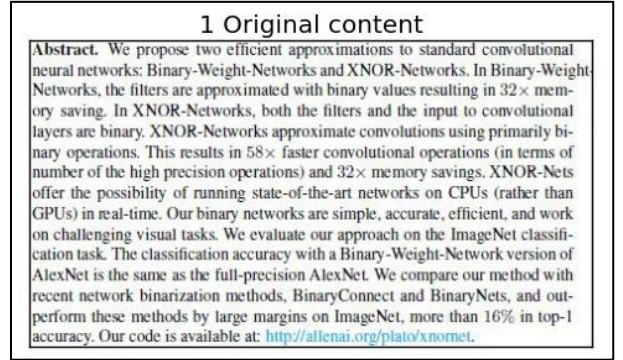 1 Original content
Abstract. We propose two efficient approximations to standard convolutional
neural networks: Binary-Weight-Networks and XNOR-Networks. In Binary-Weight-
Networks, the filters are approximated with binary values resulting in 32× mem-
ory saving. In XNOR-Networks, both the filters and the input to convolutional
layers are binary. XNOR-Networks approximate convolutions using primarily bi-
nary operations. This results in 58× faster convolutional operations (in terms of
number of the high precision operations) and 32× memory savings. XNOR-Nets
offer the possibility of running state-of-the-art networks on CPUs (rather than
GPUs) in real-time. Our binary networks are simple, accurate, efficient, and work
on challenging visual tasks. We evaluate our approach on the ImageNet classifi-
cation task. The classification accuracy with a Binary-Weight-Network version of
AlexNet is the same as the full-precision AlexNet. We compare our method with
recent network binarization methods, BinaryConnect and BinaryNets, and out-
perform these methods by large margins on ImageNet, more than 16% in top-1
accuracy. Our code is available at: http://allenai.org/plato/xnornet.